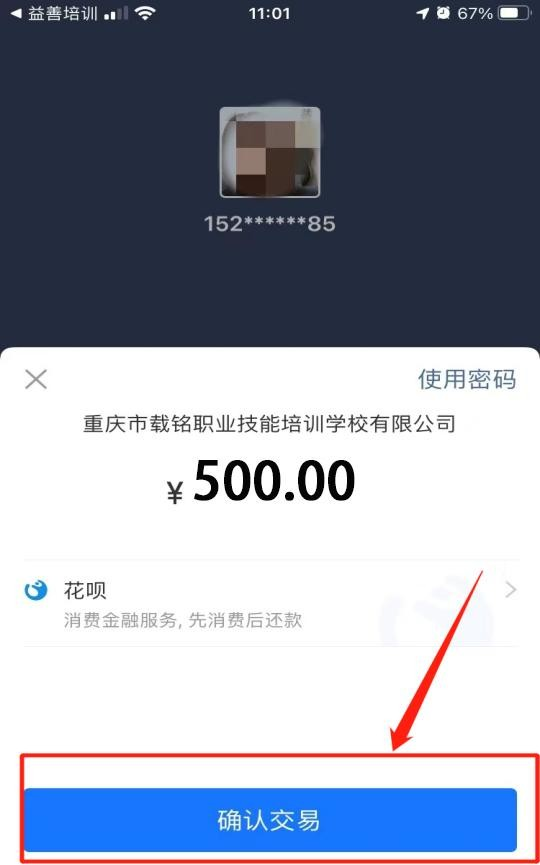 益善培训
11:01
67%
152******85
使用密码
重庆市载铭职业技能培训学校有限公司
¥ 500.00
花呗
消费金融服务, 先消费后还款
确认交易